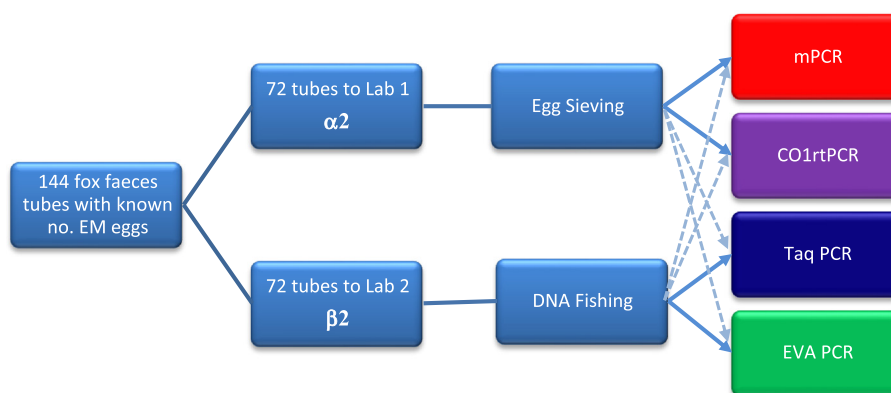 144 fox faeces
tubes with known
no. EM eggs
72 tubes to Lab 1
α2
72 tubes to Lab 2
β2
Egg Sieving
DNA Fishing
mPCR
CO1rtPCR
Taq PCR
EVA PCR